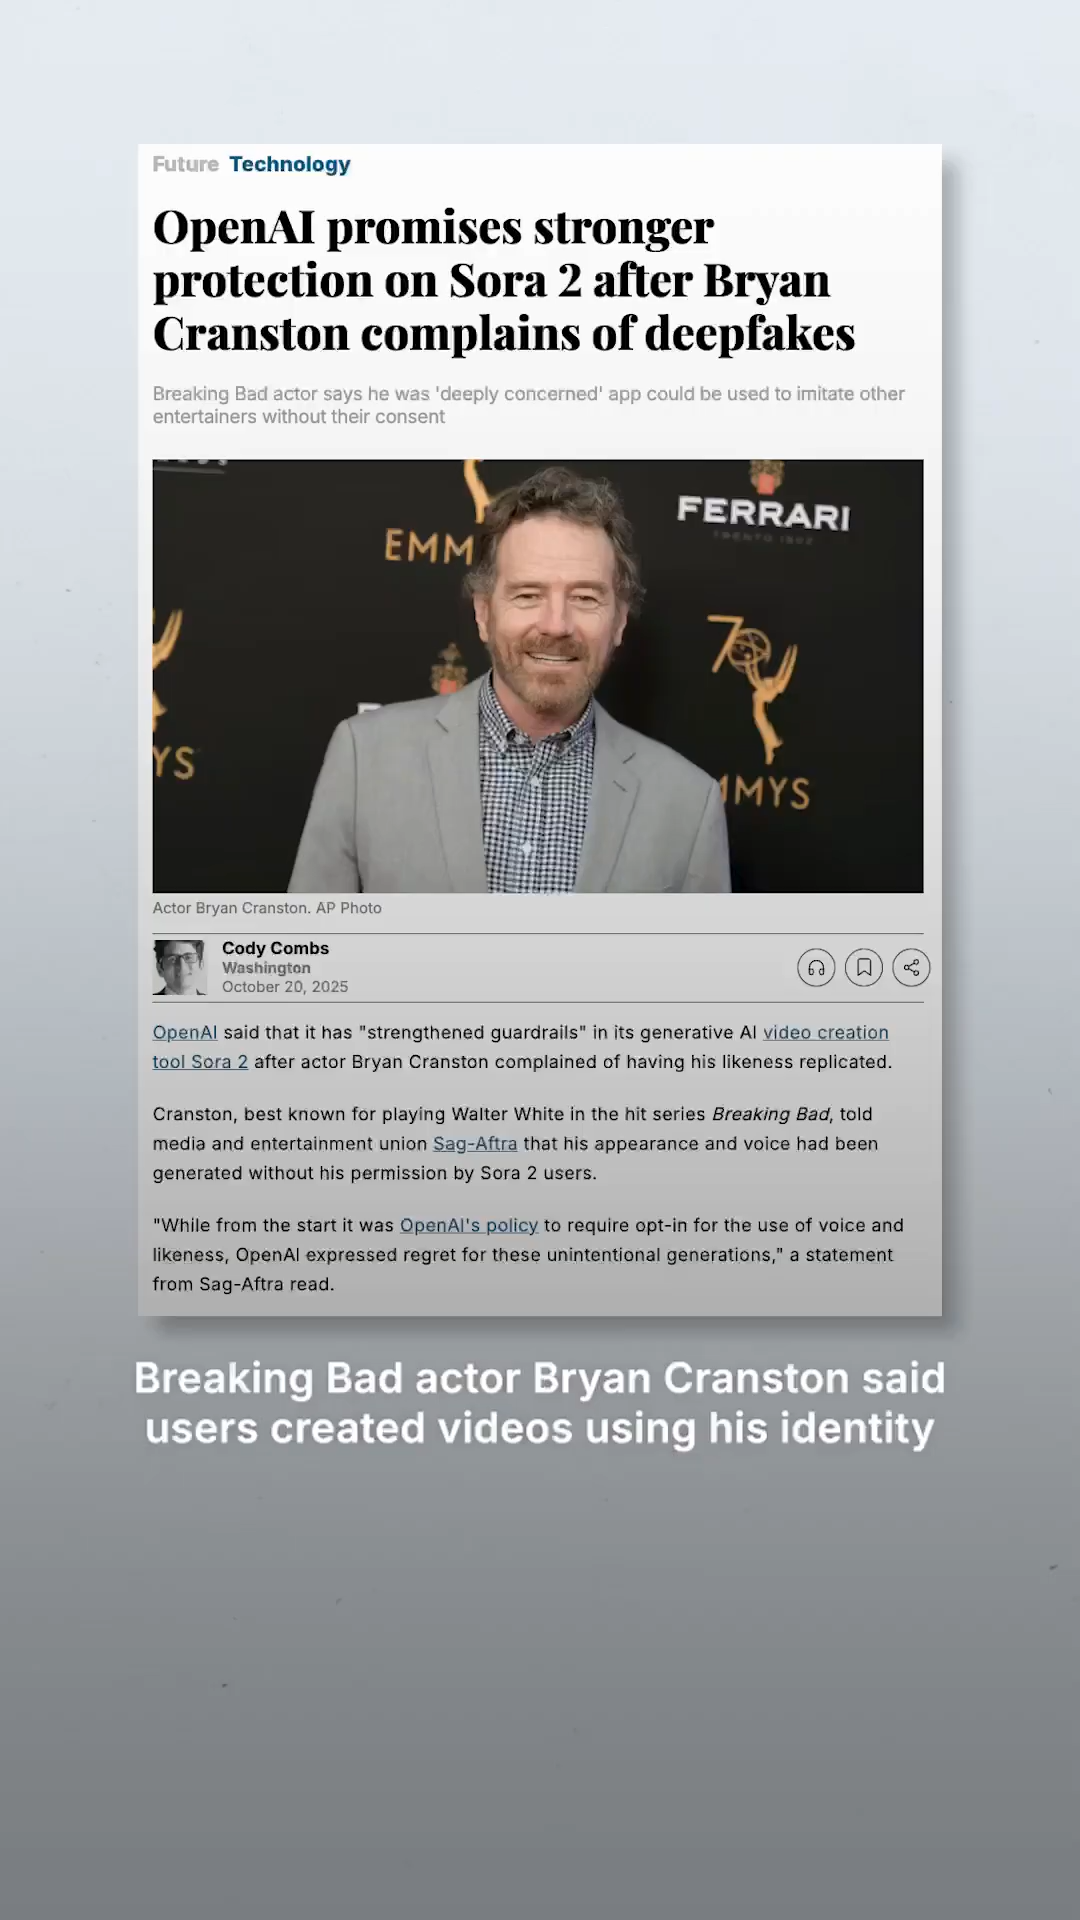 Future Technology
OpenAI promises stronger
protection on Sora 2 after Bryan
Cranston complains of deepfakes
Breaking Bad actor says he was 'deeply concerned' app could be used to imitate other
entertainers without their consent
EMM
FERRARI
TRENTO 1902
70
YS
MMYS
Actor Bryan Cranston. AP Photo
Cody Combs
Washington
October 20, 2025
OpenAI said that it has "strengthened guardrails" in its generative AI video creation
tool Sora 2 after actor Bryan Cranston complained of having his likeness replicated.
Cranston, best known for playing Walter White in the hit series Breaking Bad, told
media and entertainment union Sag-Aftra that his appearance and voice had been
generated without his permission by Sora 2 users.
"While from the start it was OpenAI's policy to require opt-in for the use of voice and
likeness, OpenAI expressed regret for these unintentional generations," a statement
from Sag-Aftra read.
Breaking Bad actor Bryan Cranston said
users created videos using his identity